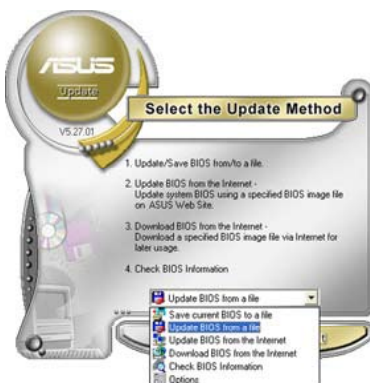 ASUS
Update
V5.27.01
Select the Update Method
1. Update/Save BIOS from/to a file.
2. Update BIOS from the Internet -
Update system BIOS using a specified BIOS image file
on ASUS Web Site.
3. Download BIOS from the Internet -
Download a specified BIOS image file via Internet for
later usage.
4. Check BIOS Information
Update BIOS from a file
Save current BIOS to a file
Update BIOS from a file
Update BIOS from the Internet
Download BIOS from the Internet
Check BIOS Information
Options